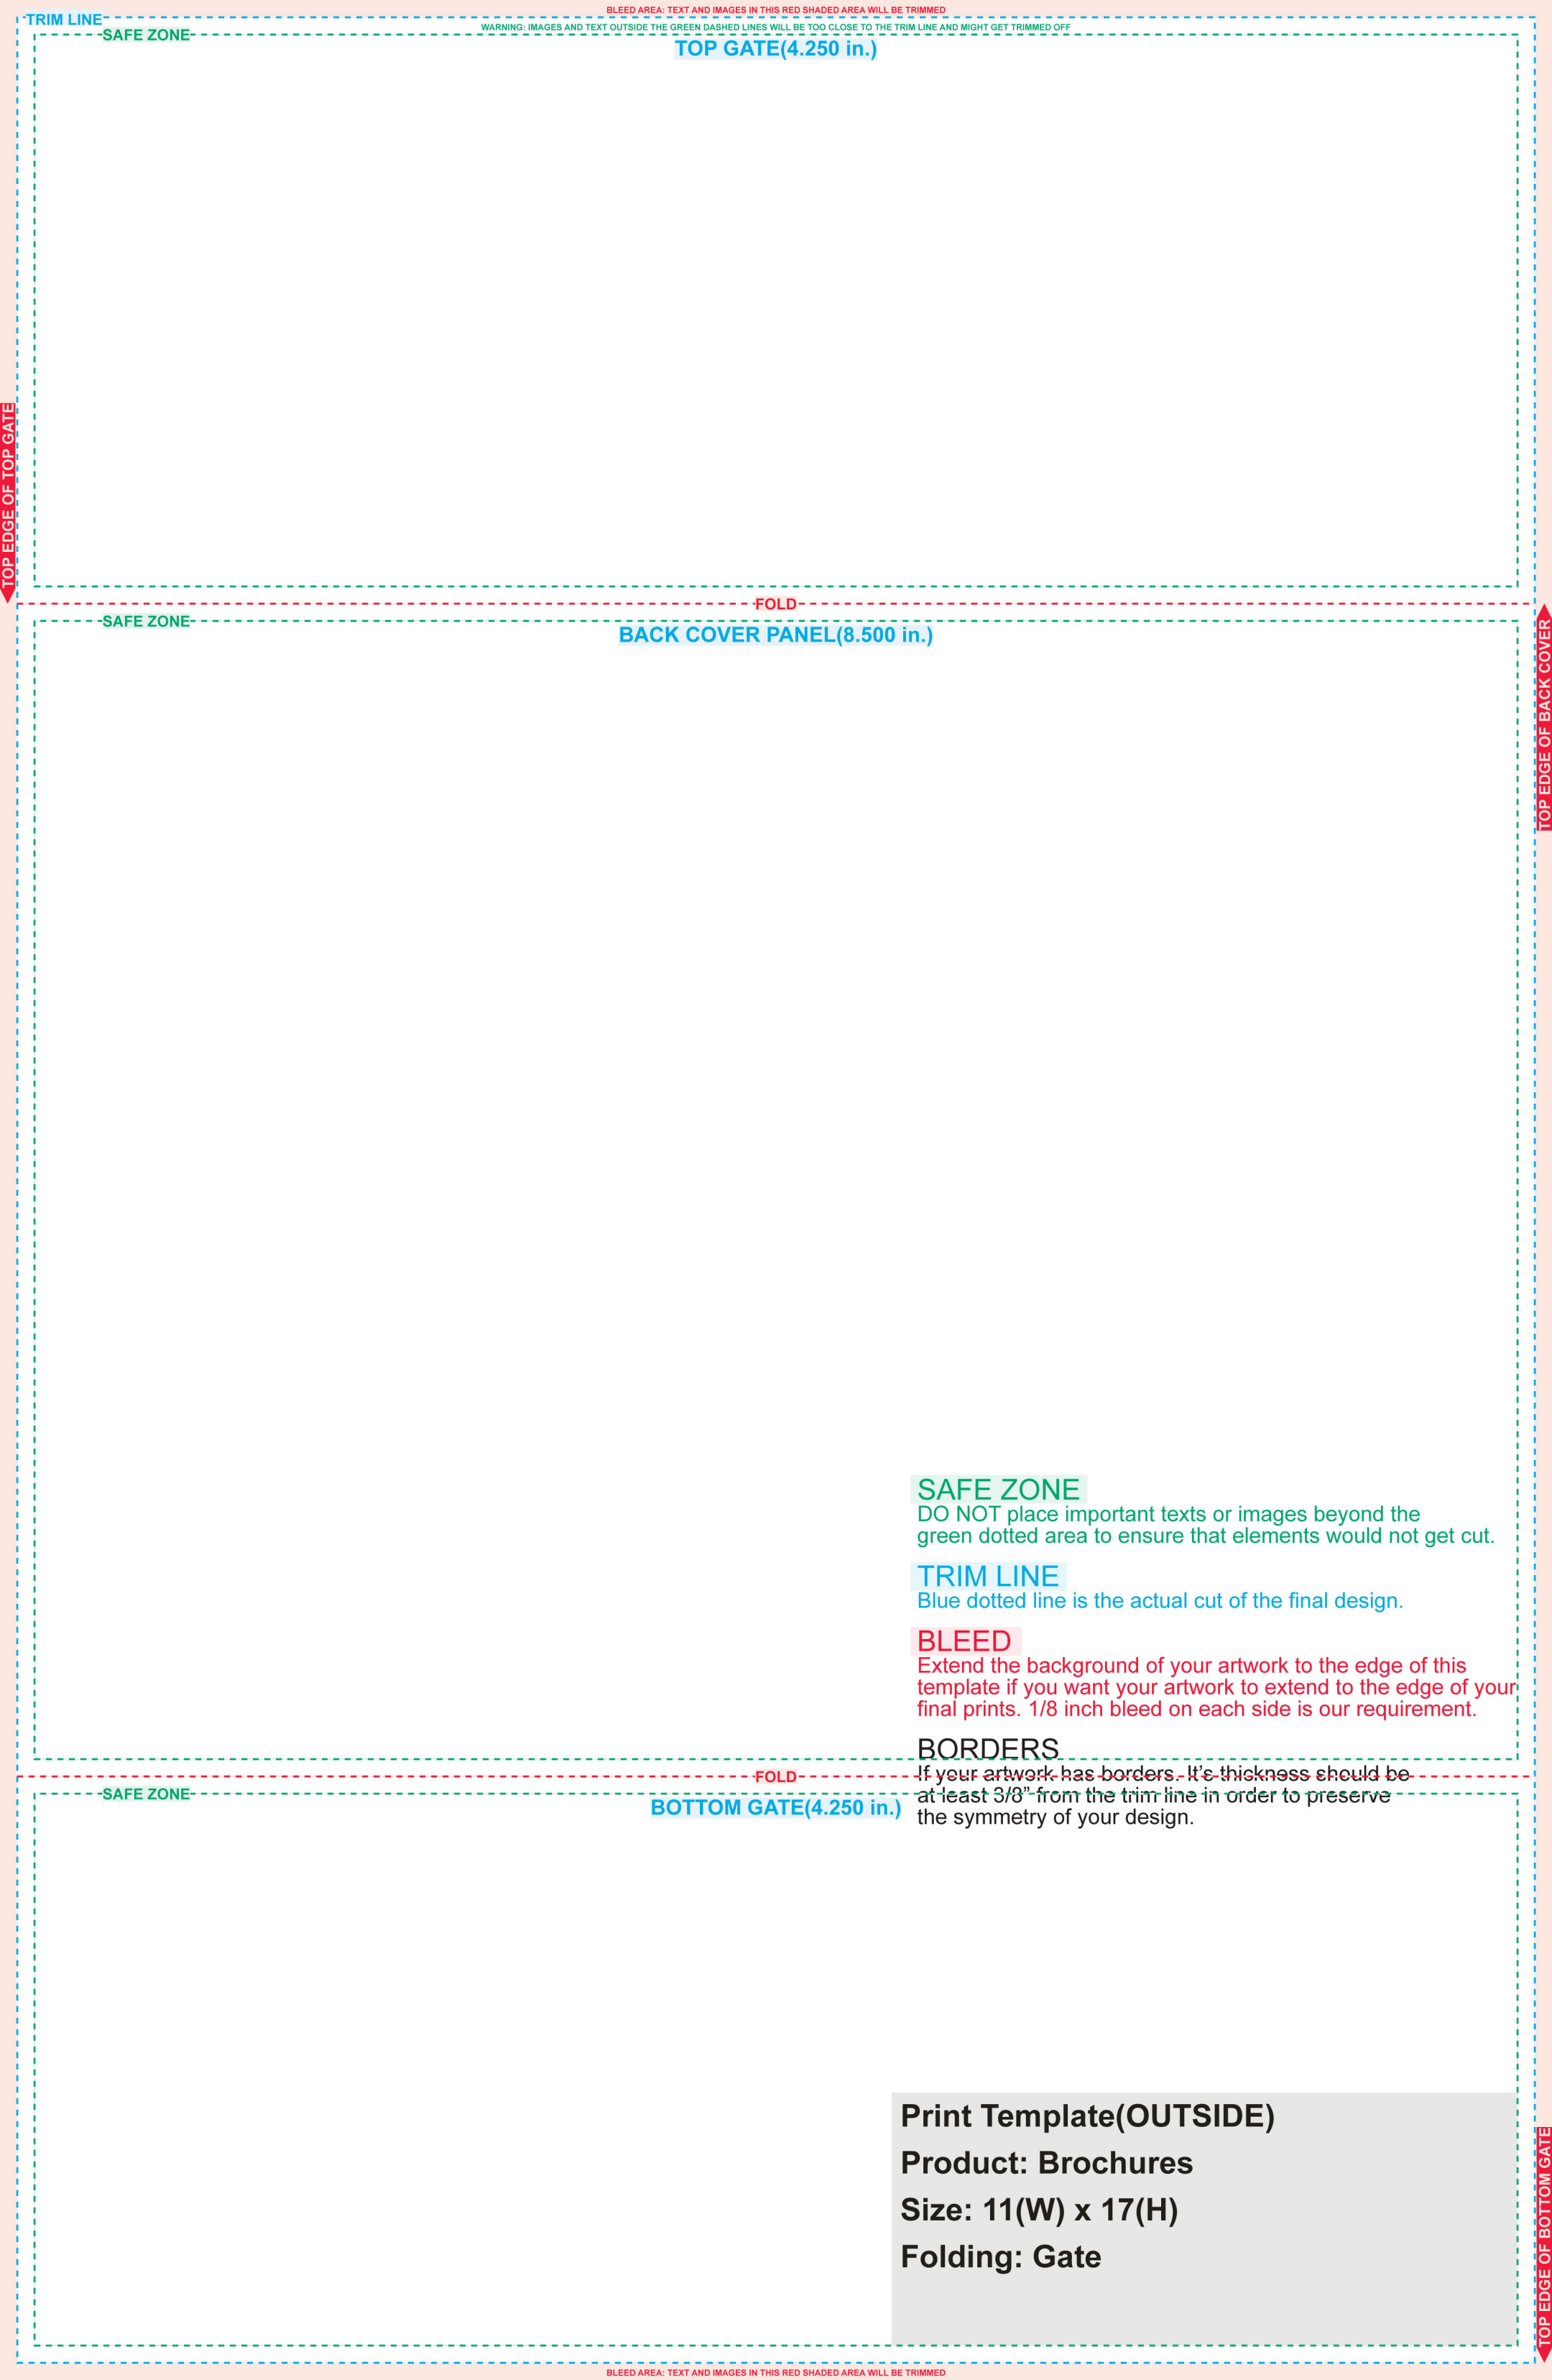 BLEED AREA: TEXT AND IMAGES IN THIS RED SHADED AREA WILL BE TRIMMED
TRIM LINE
WARNING: IMAGES AND TEXT OUTSIDE THE GREEN DASHED LINES WILL BE TOO CLOSE TO THE TRIM LINE AND MIGHT GET TRIMMED OFF
SAFE ZONE
TOP GATE(4.250 in.)
TOP EDGE OF TOP GATE
FOLD
SAFE ZONE
BACK COVER PANEL(8.500 in.)
TOP EDGE OF BACK COVER
SAFE ZONE
DO NOT place important texts or images beyond the
green dotted area to ensure that elements would not get cut.
TRIM LINE
Blue dotted line is the actual cut of the final design.
BLEED
Extend the background of your artwork to the edge of this
template if you want your artwork to extend to the edge of your
final prints. 1/8 inch bleed on each side is our requirement.
BORDERS
If your artwork has borders. It’s thickness should be
at least 3/8” from the trim line in order to preserve
the symmetry of your design.
FOLD
SAFE ZONE
BOTTOM GATE(4.250 in.)
Print Template(OUTSIDE)
Product: Brochures
Size: 11(W) x 17(H)
Folding: Gate
TOP EDGE OF BOTTOM GATE
BLEED AREA: TEXT AND IMAGES IN THIS RED SHADED AREA WILL BE TRIMMED